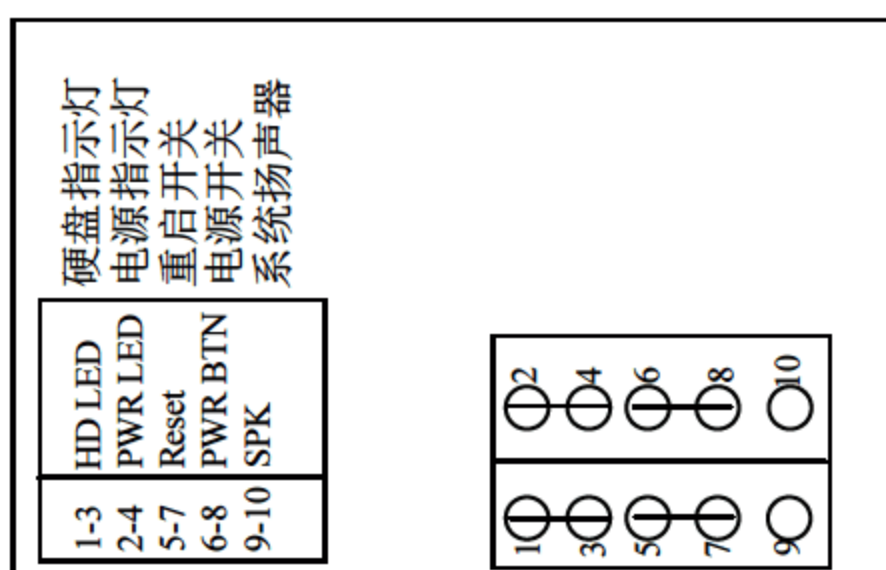 1-3 HD LED 硬盘指示灯
2-4 PWR LED 电源指示灯
5-7 Reset 重启开关
6-8 PWR BTN 电源开关
9-10 SPK 系统扬声器
2 4 6 8 10
1 3 5 7 9